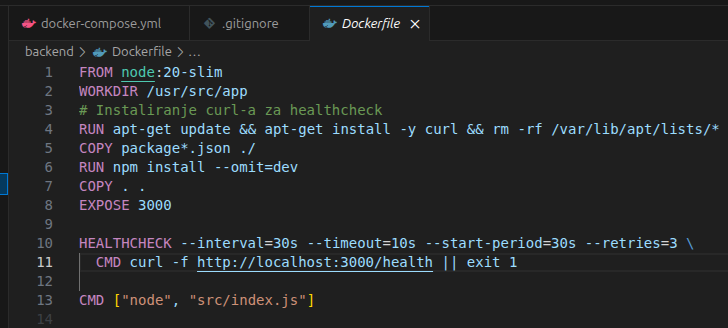 docker-compose.yml .gitignore Dockerfile ×
backend > Dockerfile > ...
1 FROM node:20-slim
2 WORKDIR /usr/src/app
3 # Instaliranje curl-a za healthcheck
4 RUN apt-get update && apt-get install -y curl && rm -rf /var/lib/apt/lists/*
5 COPY package*.json ./
6 RUN npm install --omit=dev
7 COPY . .
8 EXPOSE 3000
9
10 HEALTHCHECK --interval=30s --timeout=10s --start-period=30s --retries=3 \
11 CMD curl -f http://localhost:3000/health || exit 1
12
13 CMD ["node", "src/index.js"]
14